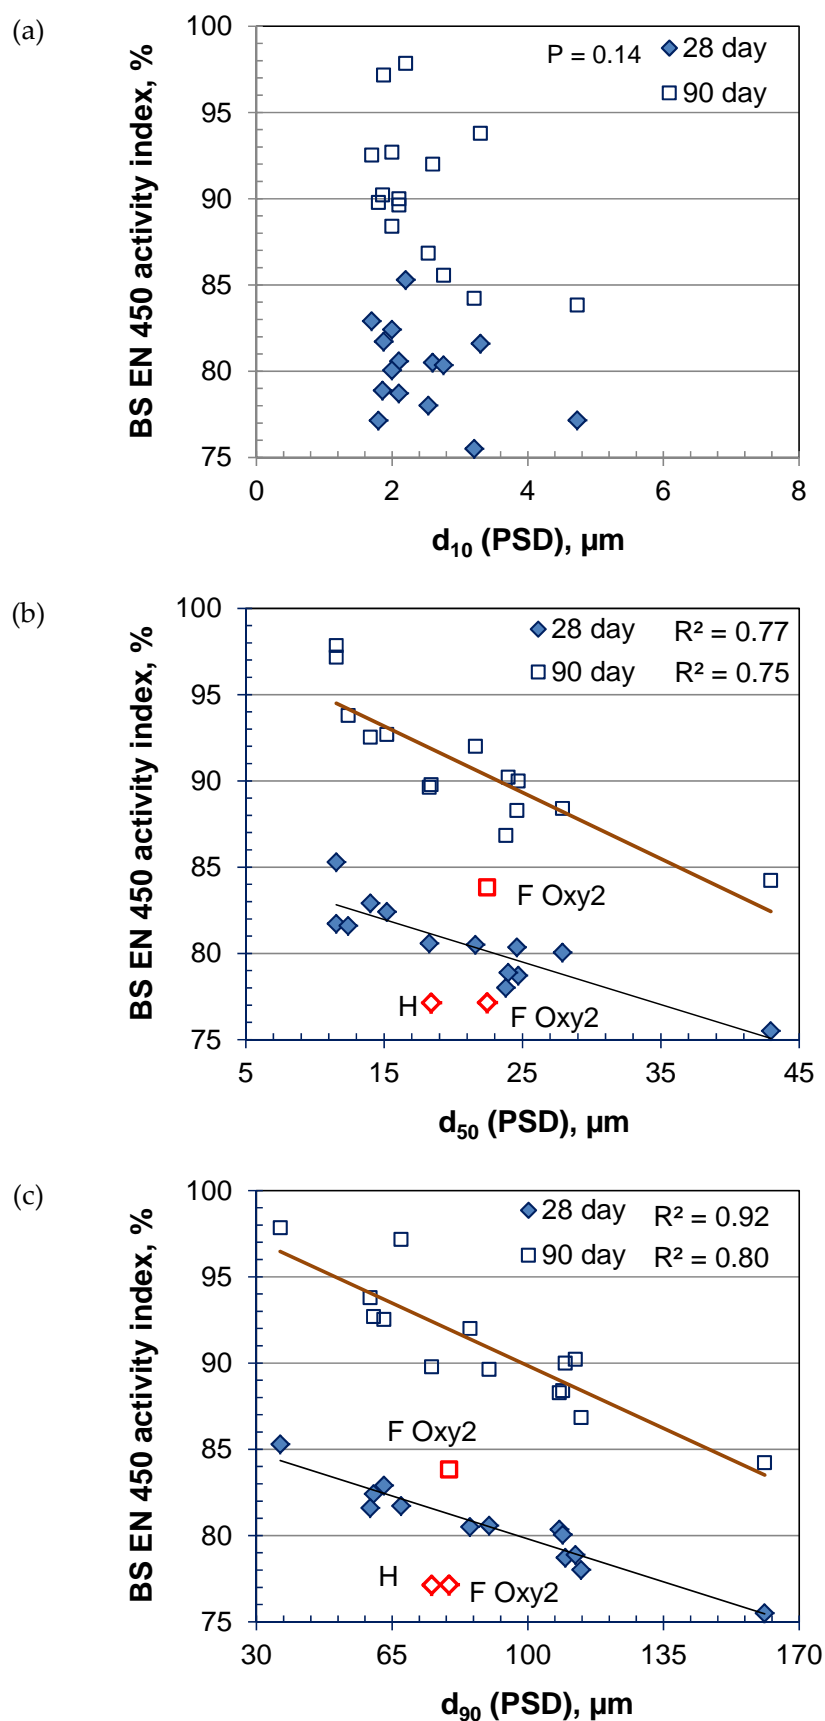 (a)
BS EN 450 activity index, %
100
95
90
85
80
75
P = 0.14
28 day
90 day
0 2 4 6 8
d₁₀ (PSD), µm
(b)
BS EN 450 activity index, %
100
95
90
85
80
75
28 day R² = 0.77
90 day R² = 0.75
F Oxy2
H
F Oxy2
5 15 25 35 45
d₅₀ (PSD), µm
(c)
BS EN 450 activity index, %
100
95
90
85
80
75
28 day R² = 0.92
90 day R² = 0.80
F Oxy2
H
F Oxy2
30 65 100 135 170
d₉₀ (PSD), µm